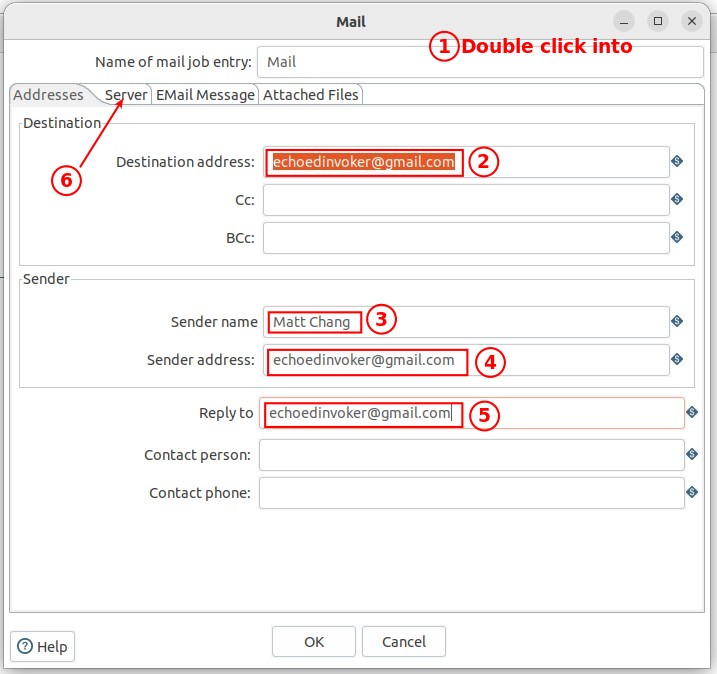 Mail
① Double click into
Name of mail job entry: Mail
Addresses Server EMail Message Attached Files
Destination
Destination address: echoedinvoker@gmail.com ②
⑥
Cc:
BCc:
Sender
Sender name Matt Chang ③
Sender address: echoedinvoker@gmail.com ④
Reply to echoedinvoker@gmail.com ⑤
Contact person:
Contact phone:
Help OK Cancel